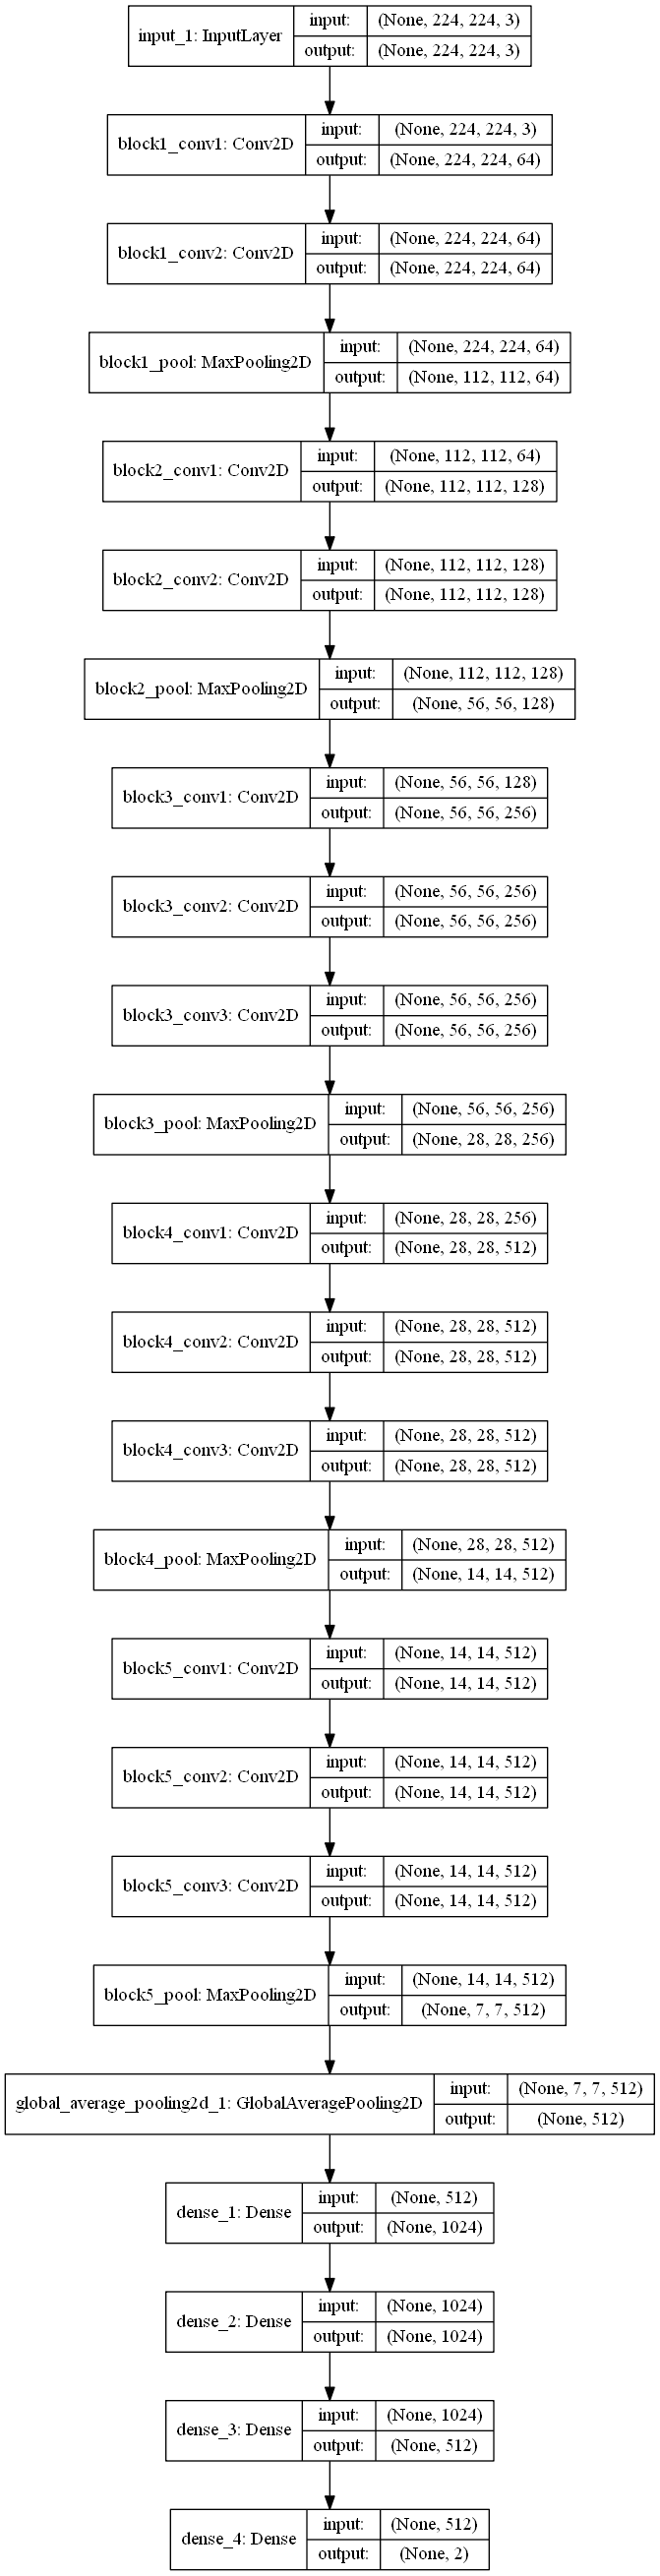 input_1: InputLayer
input: (None, 224, 224, 3)
output: (None, 224, 224, 3)
block1_conv1: Conv2D
input: (None, 224, 224, 3)
output: (None, 224, 224, 64)
block1_conv2: Conv2D
input: (None, 224, 224, 64)
output: (None, 224, 224, 64)
block1_pool: MaxPooling2D
input: (None, 224, 224, 64)
output: (None, 112, 112, 64)
block2_conv1: Conv2D
input: (None, 112, 112, 64)
output: (None, 112, 112, 128)
block2_conv2: Conv2D
input: (None, 112, 112, 128)
output: (None, 112, 112, 128)
block2_pool: MaxPooling2D
input: (None, 112, 112, 128)
output: (None, 56, 56, 128)
block3_conv1: Conv2D
input: (None, 56, 56, 128)
output: (None, 56, 56, 256)
block3_conv2: Conv2D
input: (None, 56, 56, 256)
output: (None, 56, 56, 256)
block3_conv3: Conv2D
input: (None, 56, 56, 256)
output: (None, 56, 56, 256)
block3_pool: MaxPooling2D
input: (None, 56, 56, 256)
output: (None, 28, 28, 256)
block4_conv1: Conv2D
input: (None, 28, 28, 256)
output: (None, 28, 28, 512)
block4_conv2: Conv2D
input: (None, 28, 28, 512)
output: (None, 28, 28, 512)
block4_conv3: Conv2D
input: (None, 28, 28, 512)
output: (None, 28, 28, 512)
block4_pool: MaxPooling2D
input: (None, 28, 28, 512)
output: (None, 14, 14, 512)
block5_conv1: Conv2D
input: (None, 14, 14, 512)
output: (None, 14, 14, 512)
block5_conv2: Conv2D
input: (None, 14, 14, 512)
output: (None, 14, 14, 512)
block5_conv3: Conv2D
input: (None, 14, 14, 512)
output: (None, 14, 14, 512)
block5_pool: MaxPooling2D
input: (None, 14, 14, 512)
output: (None, 7, 7, 512)
global_average_pooling2d_1: GlobalAveragePooling2D
input: (None, 7, 7, 512)
output: (None, 512)
dense_1: Dense
input: (None, 512)
output: (None, 1024)
dense_2: Dense
input: (None, 1024)
output: (None, 1024)
dense_3: Dense
input: (None, 1024)
output: (None, 512)
dense_4: Dense
input: (None, 512)
output: (None, 2)